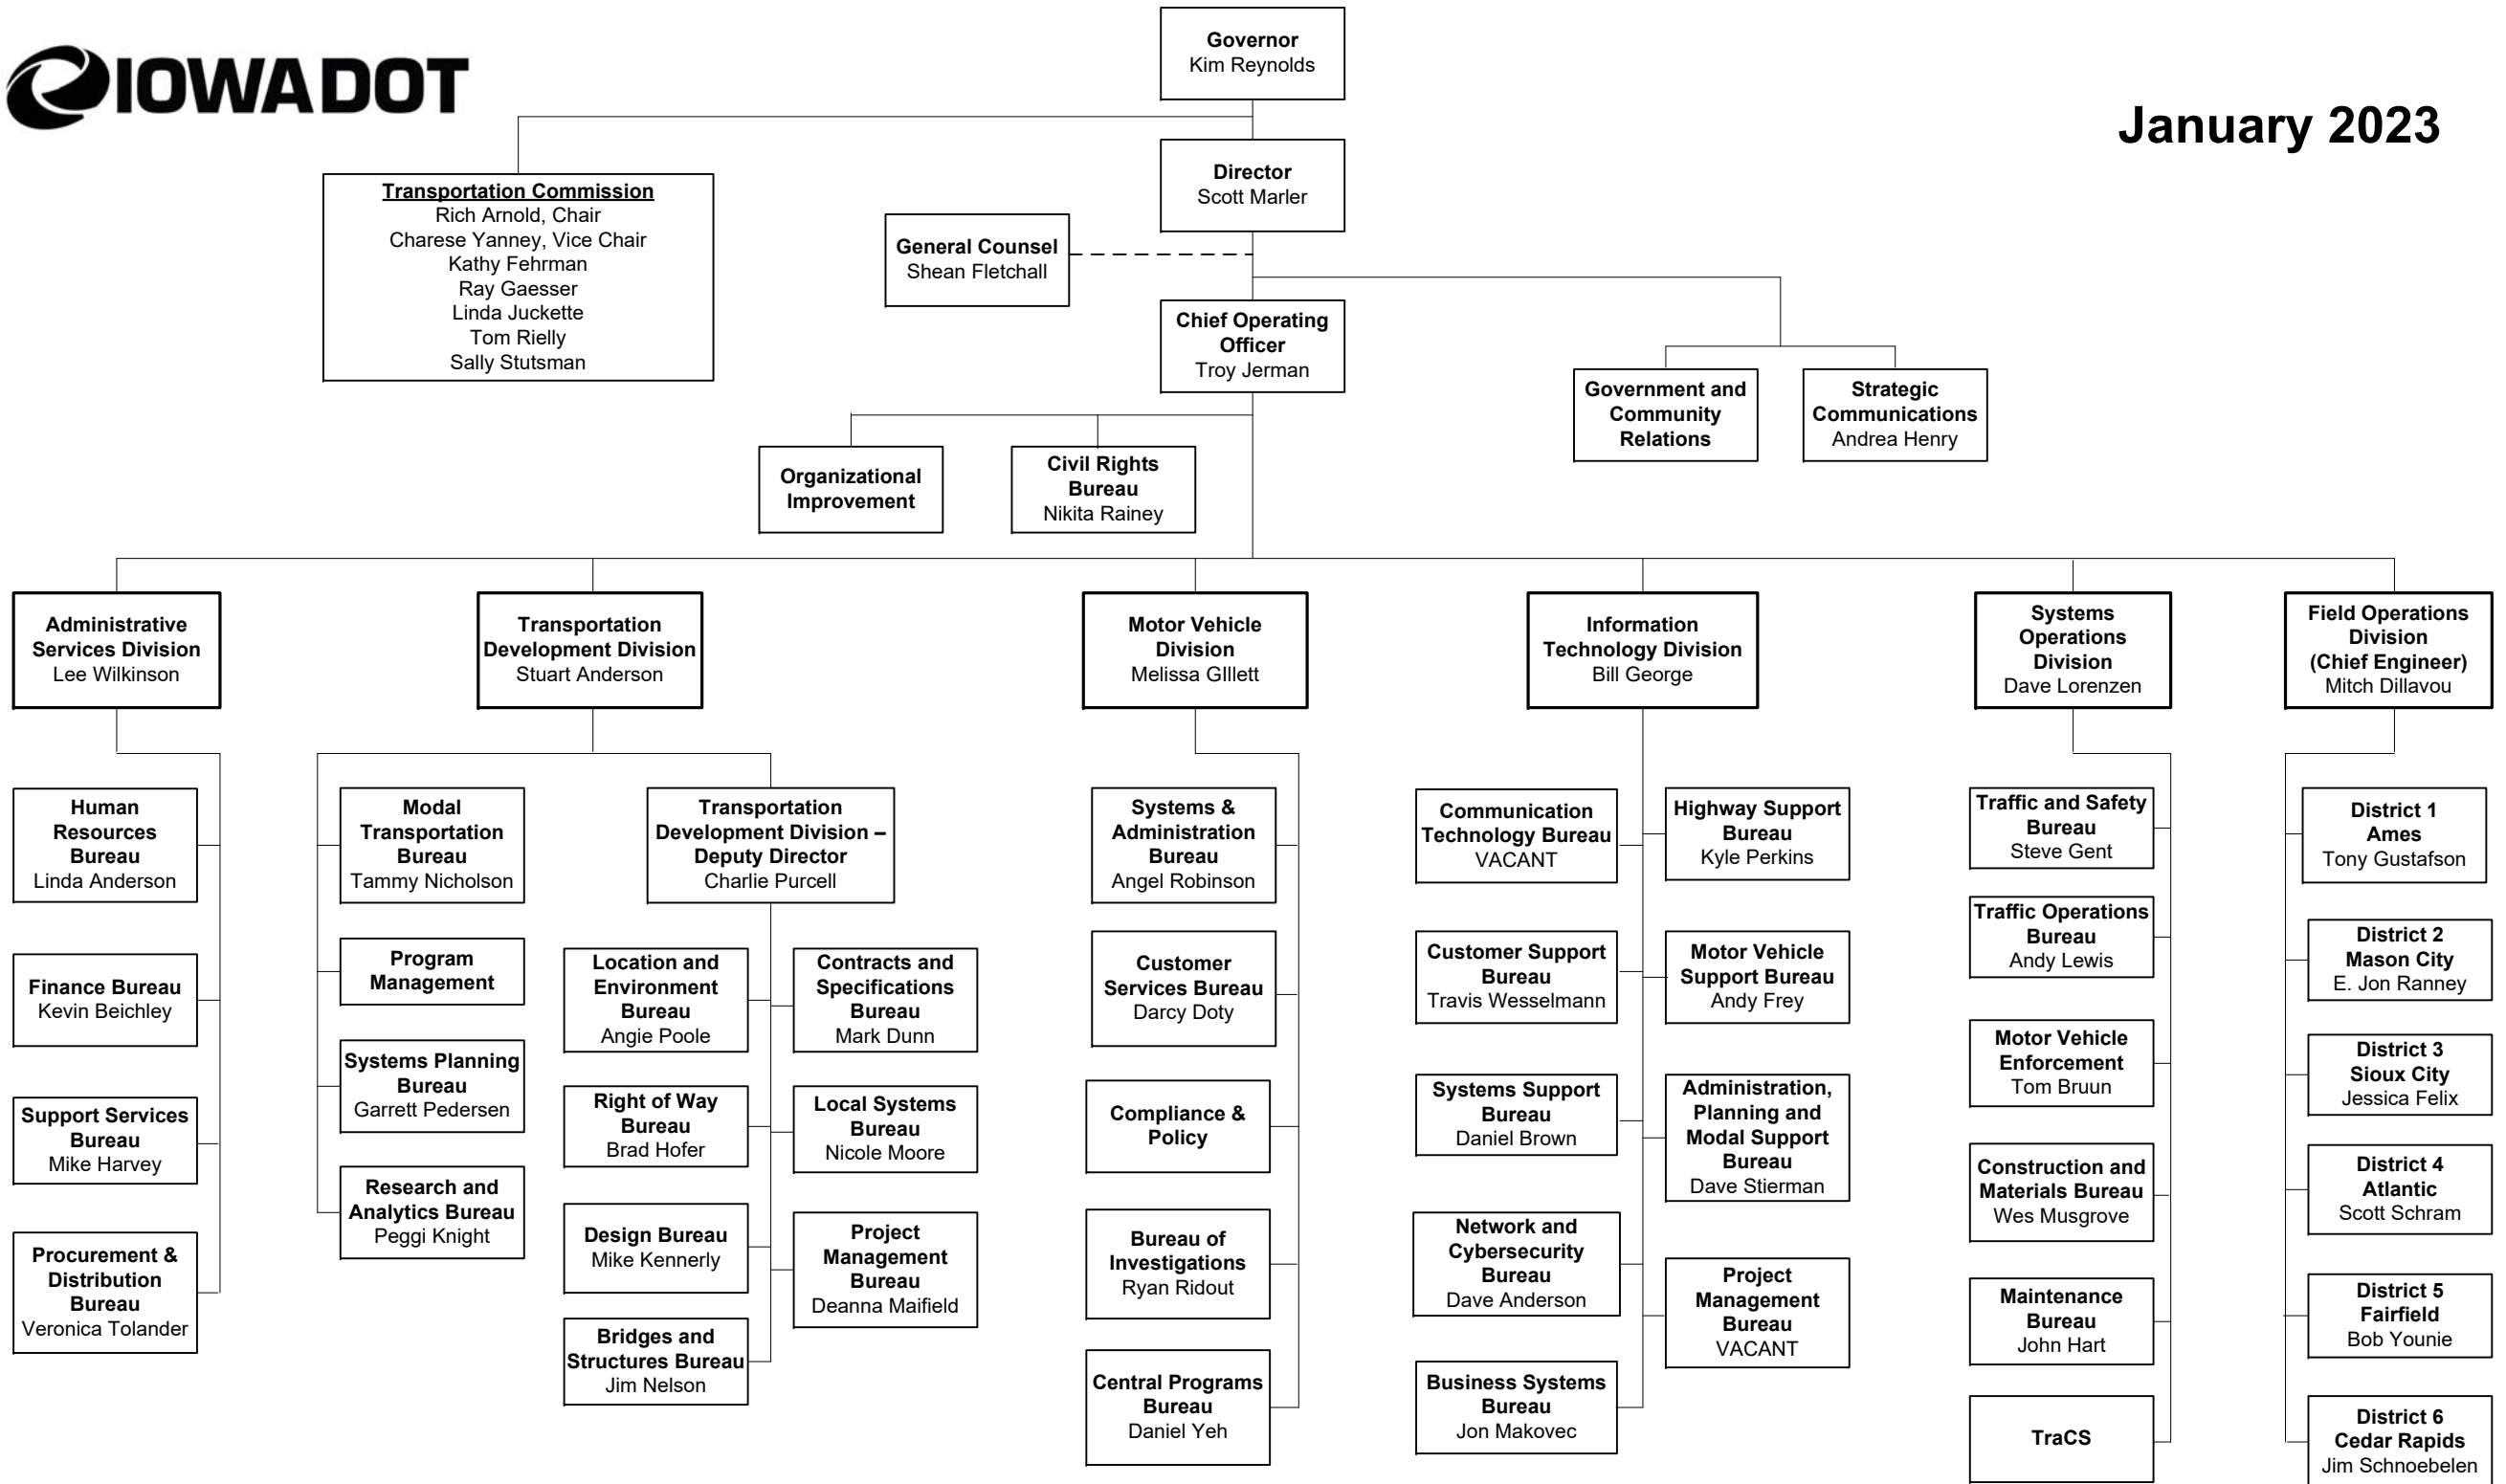 IOWADOT
January 2023
Governor
Kim Reynolds
Director
Scott Marler
Transportation Commission
Rich Arnold, Chair
Charese Yanney, Vice Chair
Kathy Fehrman
Ray Gaesser
Linda Juckette
Tom Rielly
Sally Stutsman
General Counsel
Shean Fletchall
Chief Operating
Officer
Troy Jerman
Government and
Community
Relations
Strategic
Communications
Andrea Henry
Organizational
Improvement
Civil Rights
Bureau
Nikita Rainey
Administrative
Services Division
Lee Wilkinson
Transportation
Development Division
Stuart Anderson
Motor Vehicle
Division
Melissa GIllett
Information
Technology Division
Bill George
Systems
Operations
Division
Dave Lorenzen
Field Operations
Division
(Chief Engineer)
Mitch Dillavou
Human
Resources
Bureau
Linda Anderson
Finance Bureau
Kevin Beichley
Support Services
Bureau
Mike Harvey
Procurement &
Distribution
Bureau
Veronica Tolander
Modal
Transportation
Bureau
Tammy Nicholson
Program
Management
Systems Planning
Bureau
Garrett Pedersen
Research and
Analytics Bureau
Peggi Knight
Transportation
Development Division –
Deputy Director
Charlie Purcell
Location and
Environment
Bureau
Angie Poole
Right of Way
Bureau
Brad Hofer
Design Bureau
Mike Kennerly
Bridges and
Structures Bureau
Jim Nelson
Contracts and
Specifications
Bureau
Mark Dunn
Local Systems
Bureau
Nicole Moore
Project
Management
Bureau
Deanna Maifield
Systems &
Administration
Bureau
Angel Robinson
Customer
Services Bureau
Darcy Doty
Compliance &
Policy
Bureau of
Investigations
Ryan Ridout
Central Programs
Bureau
Daniel Yeh
Communication
Technology Bureau
VACANT
Customer Support
Bureau
Travis Wesselmann
Systems Support
Bureau
Daniel Brown
Network and
Cybersecurity
Bureau
Dave Anderson
Business Systems
Bureau
Jon Makovec
Highway Support
Bureau
Kyle Perkins
Motor Vehicle
Support Bureau
Andy Frey
Administration,
Planning and
Modal Support
Bureau
Dave Stierman
Project
Management
Bureau
VACANT
Traffic and Safety
Bureau
Steve Gent
Traffic Operations
Bureau
Andy Lewis
Motor Vehicle
Enforcement
Tom Bruun
Construction and
Materials Bureau
Wes Musgrove
Maintenance
Bureau
John Hart
TraCS
District 1
Ames
Tony Gustafson
District 2
Mason City
E. Jon Ranney
District 3
Sioux City
Jessica Felix
District 4
Atlantic
Scott Schram
District 5
Fairfield
Bob Younie
District 6
Cedar Rapids
Jim Schnoebelen